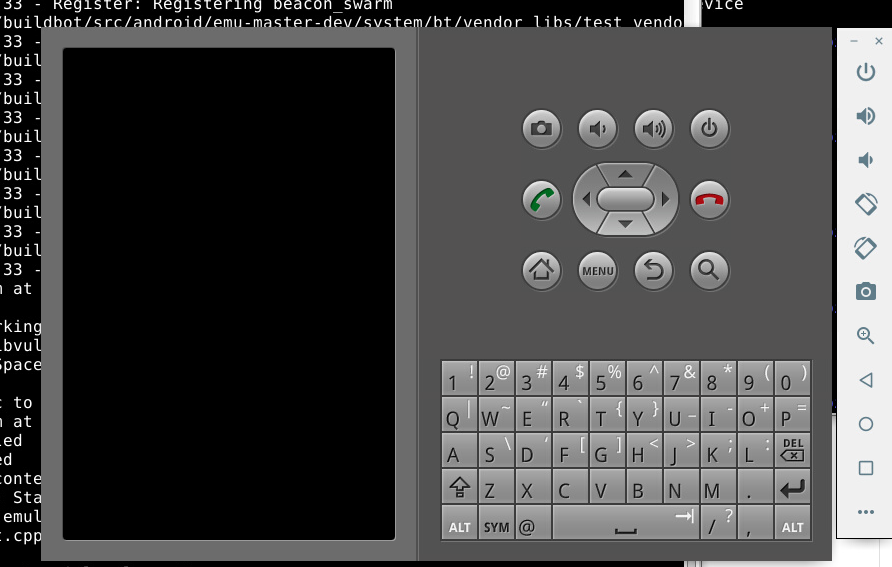 33 - Register: Registering beacon_swarm
/buildbot/src/android/emu-master-dev/system/bt/vendor_libs/test_vendo
33 -
/buil
33 -
/buil
33 -
/buil
33 -
/buil
33 -
/buil
33 -
/buil
33 -
n at
rking
ibvul
Space
c to
n at
led
ed
conte
Sta
emul
t.cpp
vice
MENU
1 ! 2 @ 3 # 4 $ 5 % 6 ^ 7 & 8 * 9 ( 0 )
Q | W ~ E “ R ` T { Y } U _ I - O + P =
A S \ D ‘ F [ G ] H < J > K ; L : DEL
Z X C V B N M .
ALT SYM @ / ? , ALT